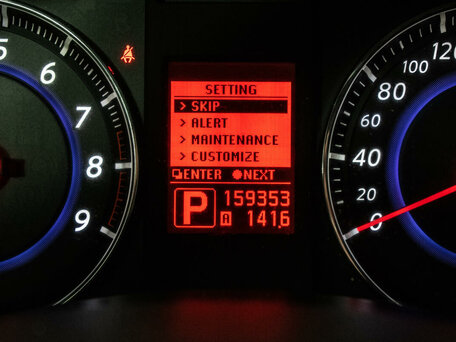 5
6
7
8
9
SETTING
> SKIP
> ALERT
> MAINTENANCE
> CUSTOMIZE
ENTER NEXT
P
159353
A 141.6
120
100
80
60
40
20
0